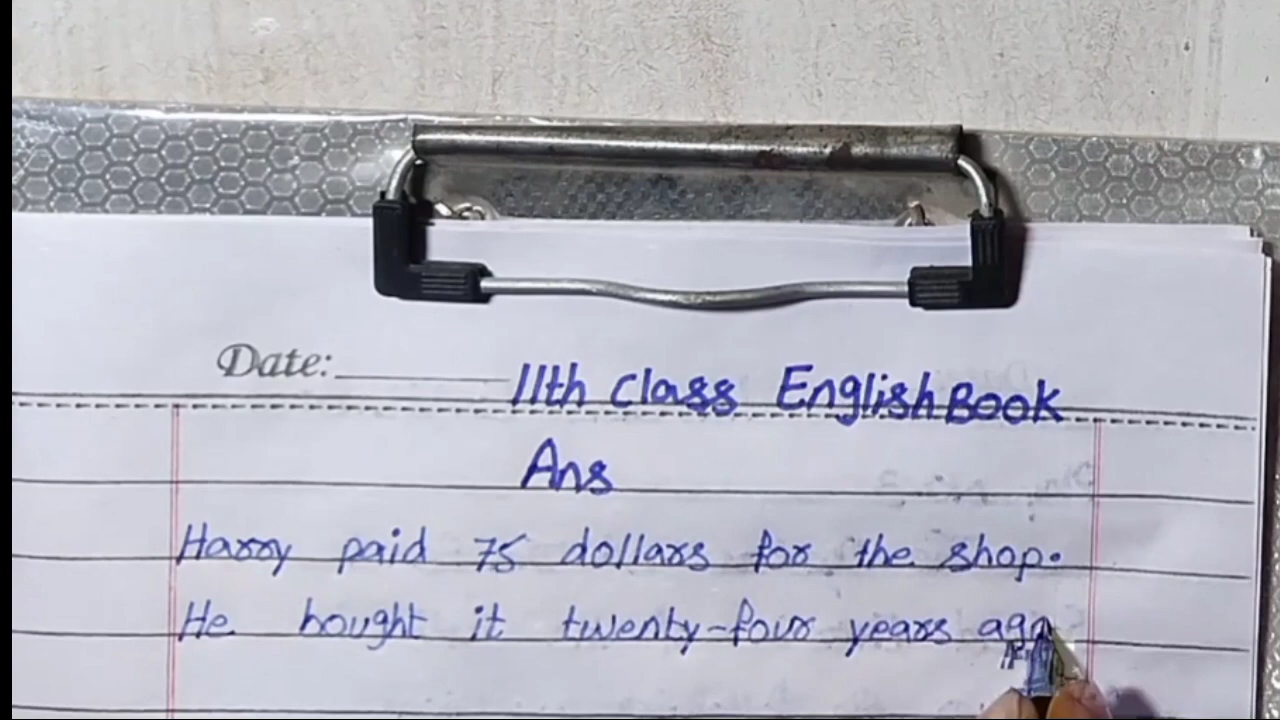 Date:
11th class English Book
Ans
Harry paid 75 dollars for the shop.
He bought it twenty-four years ago